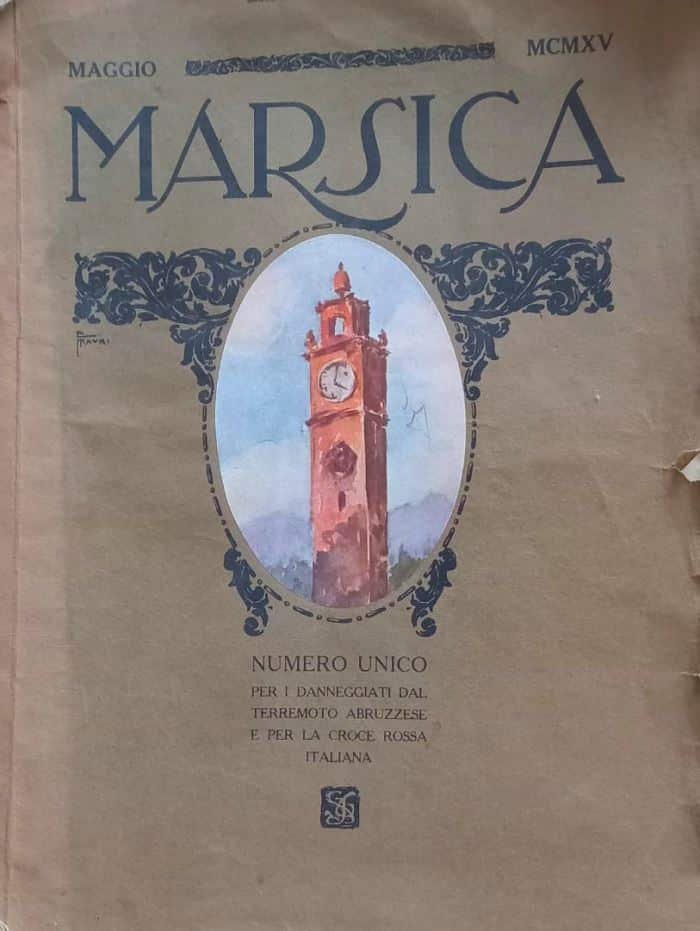 MAGGIO
MCMXV
MARSICA
NUMERO UNICO
PER I DANNEGGIATI DAL
TERREMOTO ABRUZZESE
E PER LA CROCE ROSSA
ITALIANA